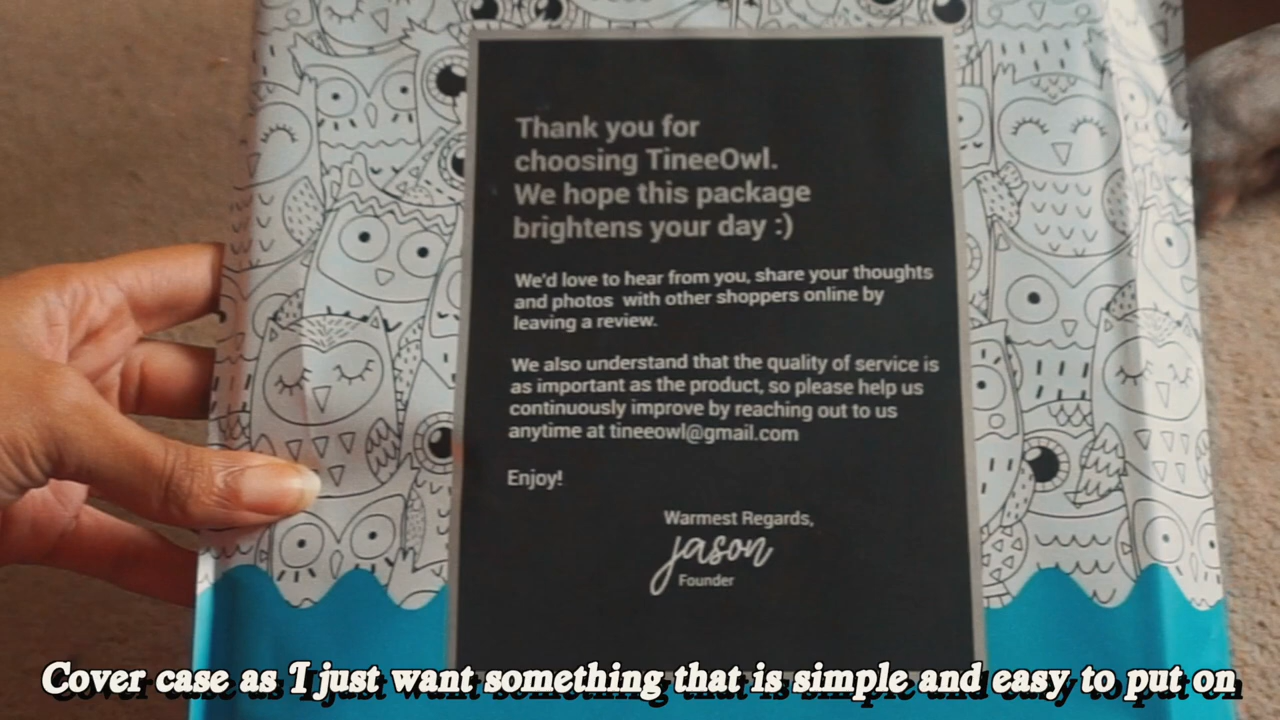 Thank you for
choosing TineeOwl.
We hope this package
brightens your day :)
We'd love to hear from you, share your thoughts
and photos with other shoppers online by
leaving a review.
We also understand that the quality of service is
as important as the product, so please help us
continuously improve by reaching out to us
anytime at tineeowl@gmail.com
Enjoy!
Warmest Regards,
jason
Founder
Cover case as I just want something that is simple and easy to put on